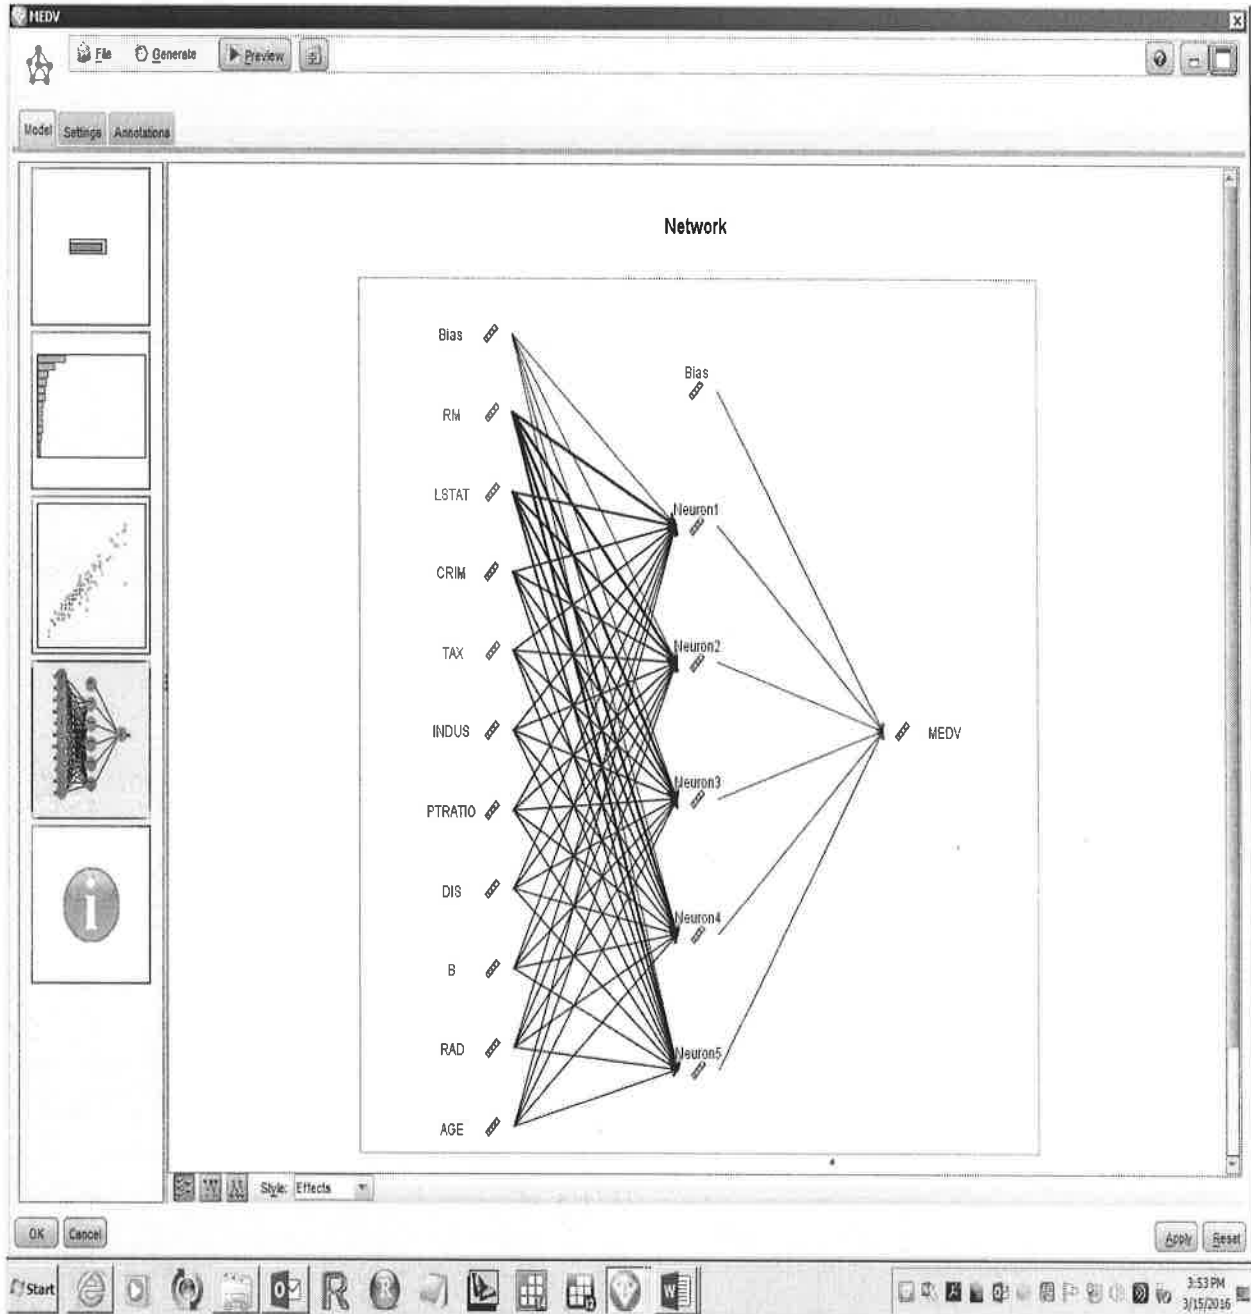 MEDV
File Generate Preview
Model Settings Annotations
Network
Bias
Bias
RM
Neuron1
LSTAT
CRIM
Neuron2
TAX
INDUS
MEDV
Neuron3
PTRATIO
DIS
Neuron4
B
RAD
Neuron5
AGE
Style: Effects
OK Cancel Apply Reset
Start
3:53 PM
3/15/2016